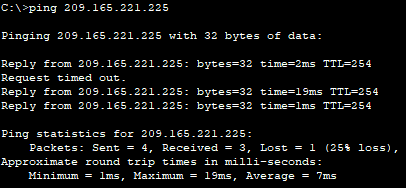 C:\>ping 209.165.221.225
Pinging 209.165.221.225 with 32 bytes of data:
Reply from 209.165.221.225: bytes=32 time=2ms TTL=254
Request timed out.
Reply from 209.165.221.225: bytes=32 time=19ms TTL=254
Reply from 209.165.221.225: bytes=32 time=1ms TTL=254
Ping statistics for 209.165.221.225:
Packets: Sent = 4, Received = 3, Lost = 1 (25% loss),
Approximate round trip times in milli-seconds:
Minimum = 1ms, Maximum = 19ms, Average = 7ms